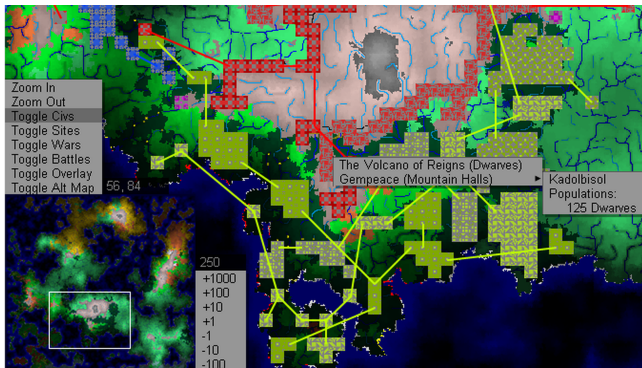 Zoom In
Zoom Out
Toggle Civs
Toggle Sites
Toggle Wars
Toggle Battles
Toggle Overlay
Toggle Alt Map
56, 84
The Volcano of Reigns (Dwarves)
Gempeace (Mountain Halls)
Kadolbisol
Populations:
125 Dwarves
250
+1000
+100
+10
+1
-1
-10
-100